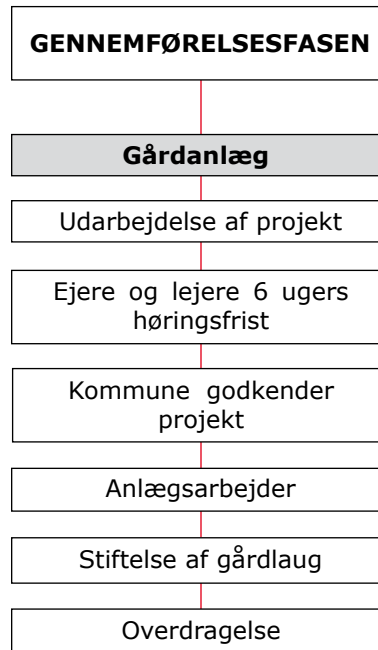 GENNEMFØRELSESFASEN
Gårdanlæg
Udarbejdelse af projekt
Ejere og lejere 6 ugers
høringsfrist
Kommune godkender
projekt
Anlægsarbejder
Stiftelse af gårdlaug
Overdragelse